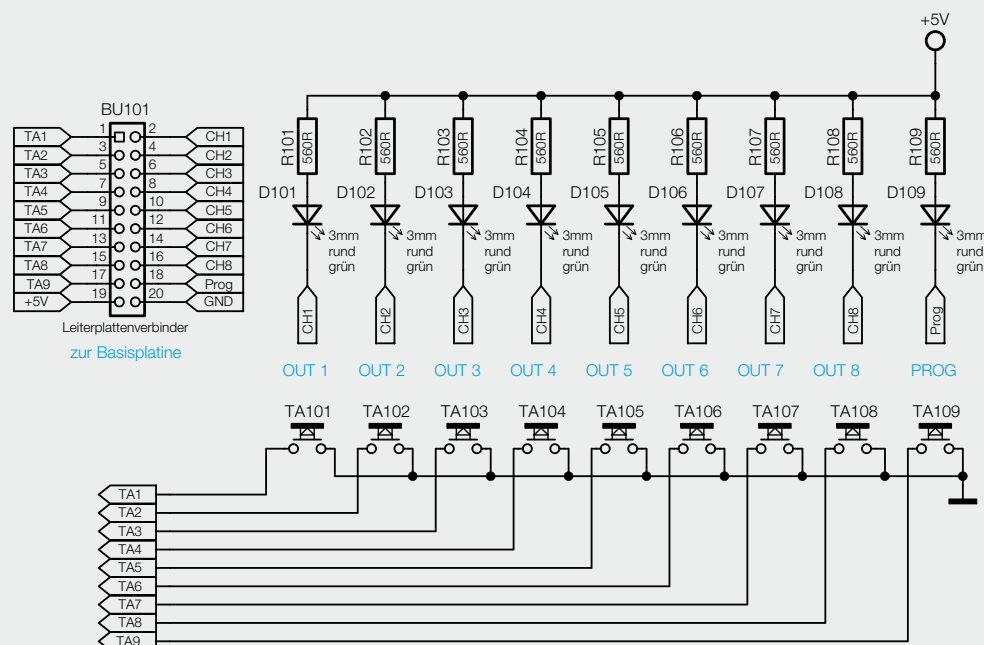 +5V
BU101
1 2
TA1 CH1
3 4
TA2 CH2
5 6
TA3 CH3
7 8
TA4 CH4
9 10
TA5 CH5
11 12
TA6 CH6
13 14
TA7 CH7
15 16
TA8 CH8
17 18
TA9 Prog
19 20
+5V GND
Leiterplattenverbinder
zur Basisplatine
R101 R102 R103 R104 R105 R106 R107 R108 R109
560R 560R 560R 560R 560R 560R 560R 560R 560R
D101 D102 D103 D104 D105 D106 D107 D108 D109
3mm 3mm 3mm 3mm 3mm 3mm 3mm 3mm 3mm
rund rund rund rund rund rund rund rund rund
grün grün grün grün grün grün grün grün grün
CH1 CH2 CH3 CH4 CH5 CH6 CH7 CH8 Prog
OUT 1 OUT 2 OUT 3 OUT 4 OUT 5 OUT 6 OUT 7 OUT 8 PROG
TA101 TA102 TA103 TA104 TA105 TA106 TA107 TA108 TA109
TA1
TA2
TA3
TA4
TA5
TA6
TA7
TA8
TA9